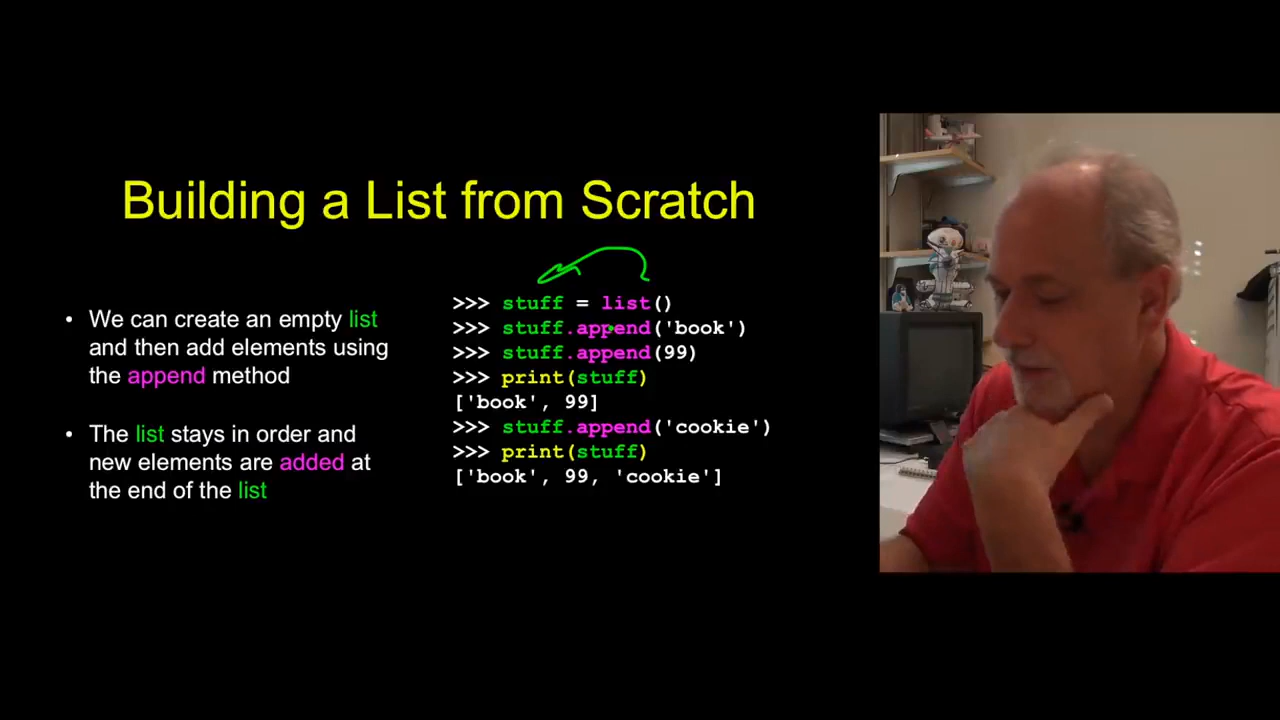 Building a List from Scratch
• We can create an empty list
and then add elements using
the append method
• The list stays in order and
new elements are added at
the end of the list
>>> stuff = list()
>>> stuff.append('book')
>>> stuff.append(99)
>>> print(stuff)
['book', 99]
>>> stuff.append('cookie')
>>> print(stuff)
['book', 99, 'cookie']